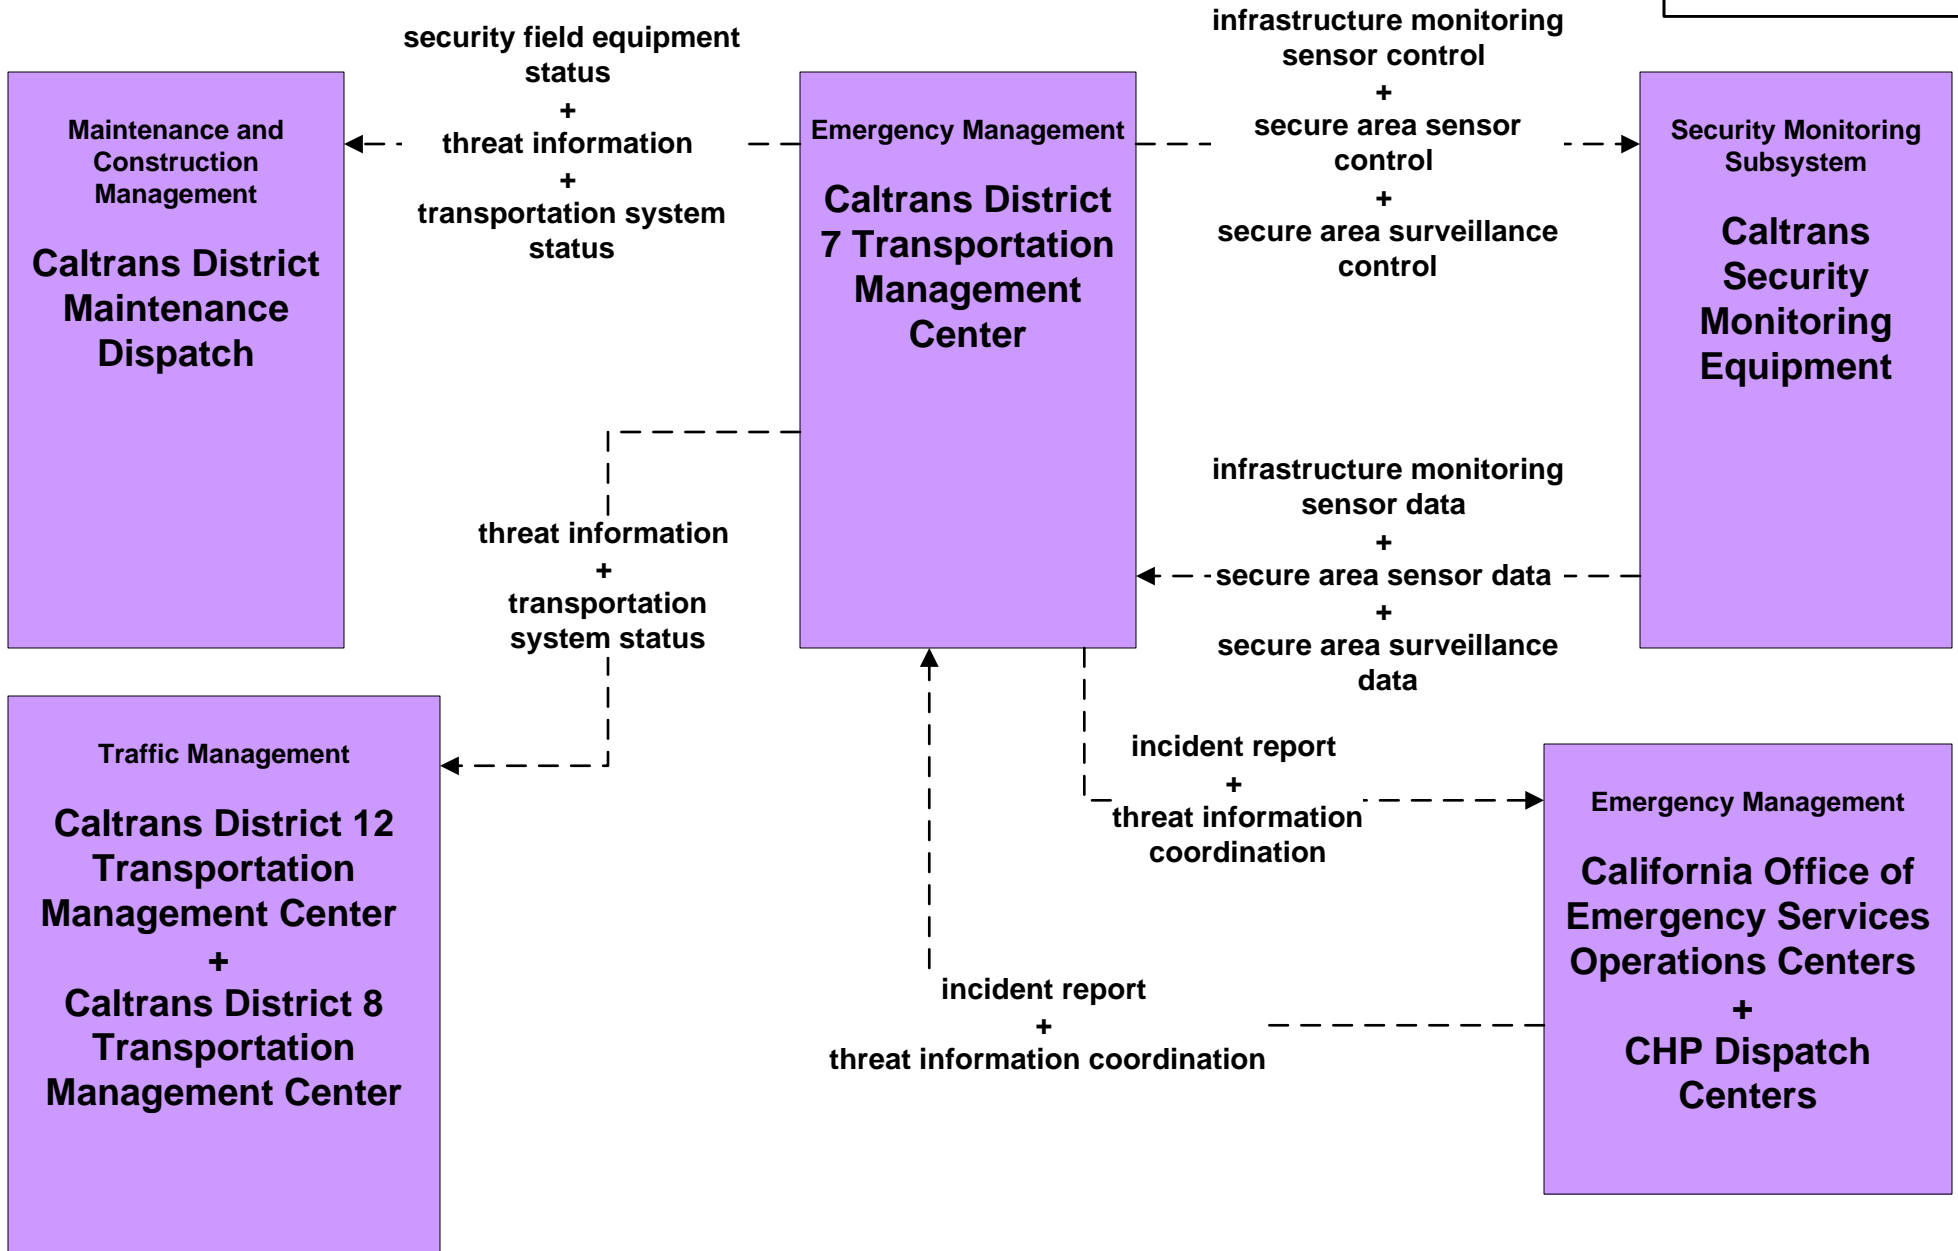 security field equipment
status
+
threat information
+
transportation system
status
infrastructure monitoring
sensor control
+
secure area sensor
control
+
secure area surveillance
control
Maintenance and
Construction
Management
Caltrans District
Maintenance
Dispatch
Emergency Management
Caltrans District
7 Transportation
Management
Center
Security Monitoring
Subsystem
Caltrans
Security
Monitoring
Equipment
threat information
+
transportation
system status
infrastructure monitoring
sensor data
+
secure area sensor data
+
secure area surveillance
data
Traffic Management
Caltrans District 12
Transportation
Management Center
+
Caltrans District 8
Transportation
Management Center
incident report
+
threat information
coordination
Emergency Management
California Office of
Emergency Services
Operations Centers
+
CHP Dispatch
Centers
incident report
+
threat information coordination